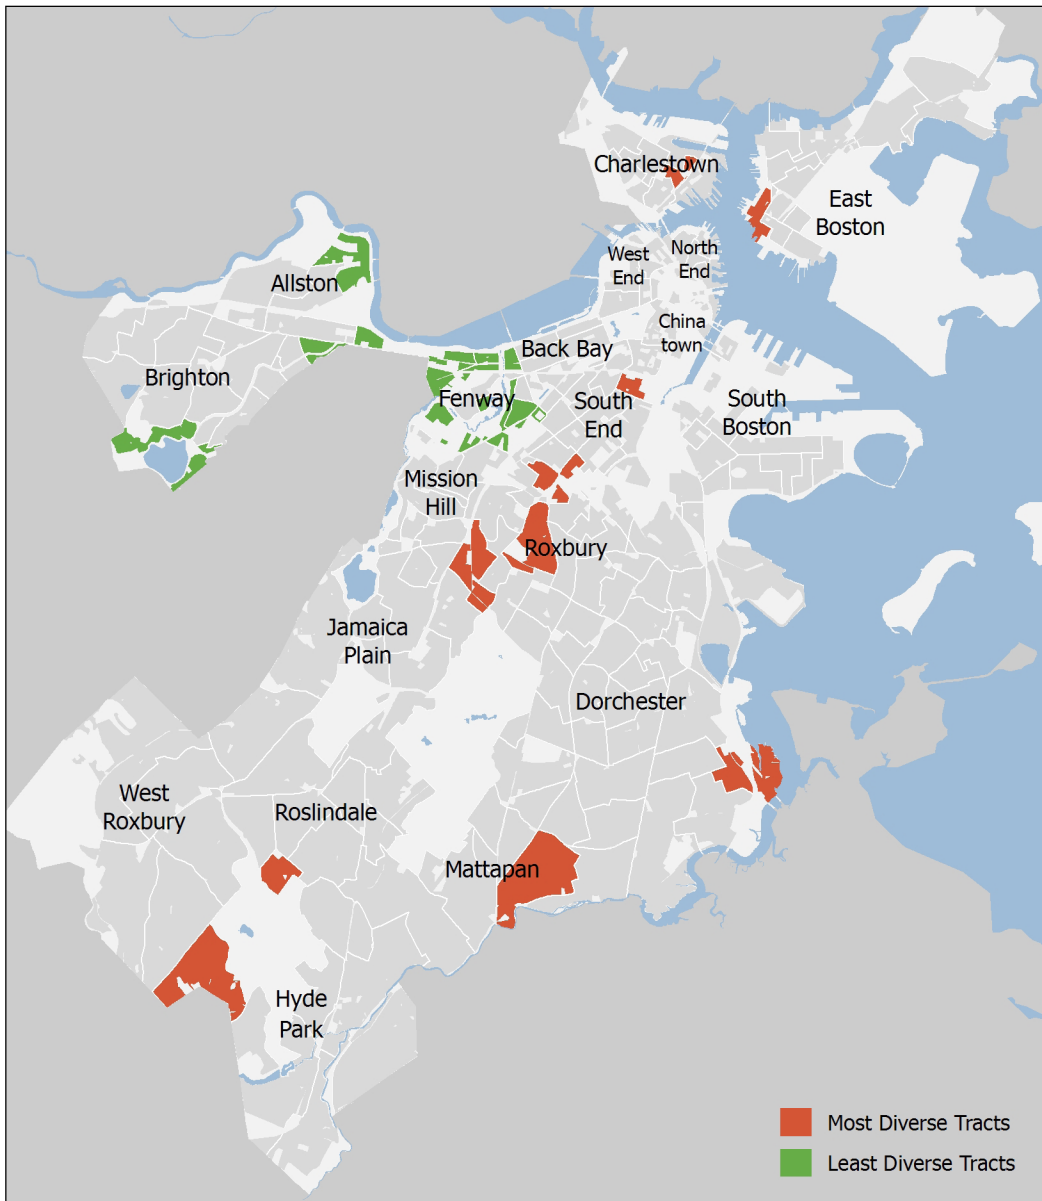 Charlestown
East
Boston
West
End
North
End
Allston
China
town
Back Bay
Brighton
Fenway
South
End
South
Boston
Mission
Hill
Roxbury
Jamaica
Plain
Dorchester
West
Roxbury
Roslindale
Mattapan
Hyde
Park
Most Diverse Tracts
Least Diverse Tracts